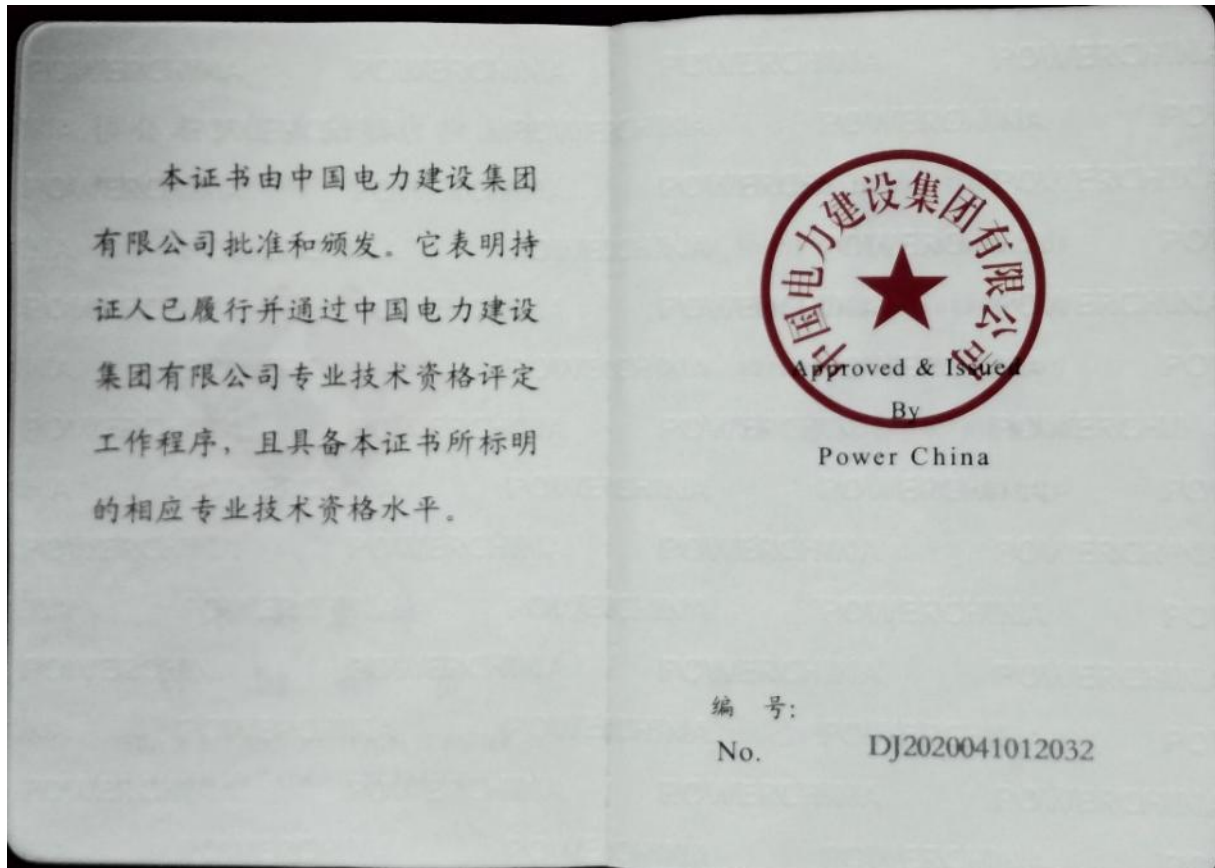 本证书由中国电力建设集团
有限公司批准和颁发。它表明持
证人已履行并通过中国电力建设
集团有限公司专业技术资格评定
工作程序，且具备本证书所标明
的相应专业技术资格水平。
中国电力建设集团有限公司
Approved & Issued
By
Power China
编 号:
No. DJ2020041012032